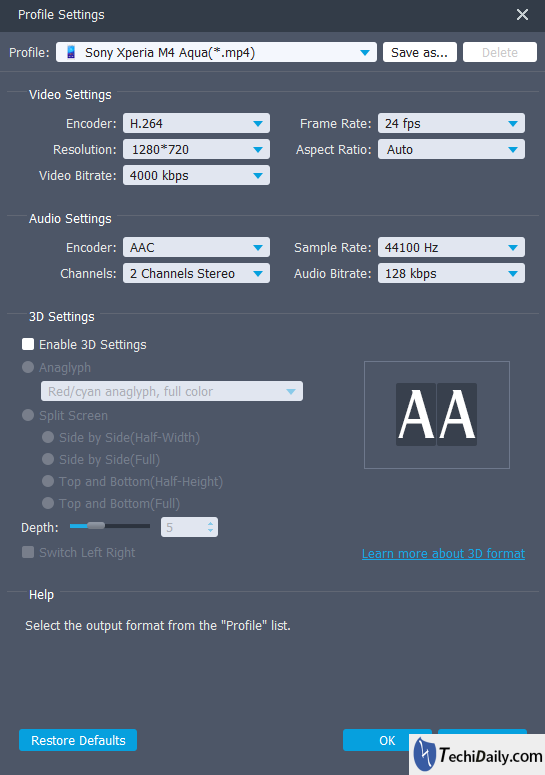 Profile Settings
Profile: Sony Xperia M4 Aqua(*.mp4) Save as... Delete
Video Settings
Encoder: H.264 Frame Rate: 24 fps
Resolution: 1280*720 Aspect Ratio: Auto
Video Bitrate: 4000 kbps
Audio Settings
Encoder: AAC Sample Rate: 44100 Hz
Channels: 2 Channels Stereo Audio Bitrate: 128 kbps
3D Settings
Enable 3D Settings
Anaglyph
Red/cyan anaglyph, full color
AA
Split Screen
Side by Side(Half-Width)
Side by Side(Full)
Top and Bottom(Half-Height)
Top and Bottom(Full)
Depth: 5
Switch Left Right Learn more about 3D format
Help
Select the output format from the "Profile" list.
Restore Defaults OK
TechiDaily.com